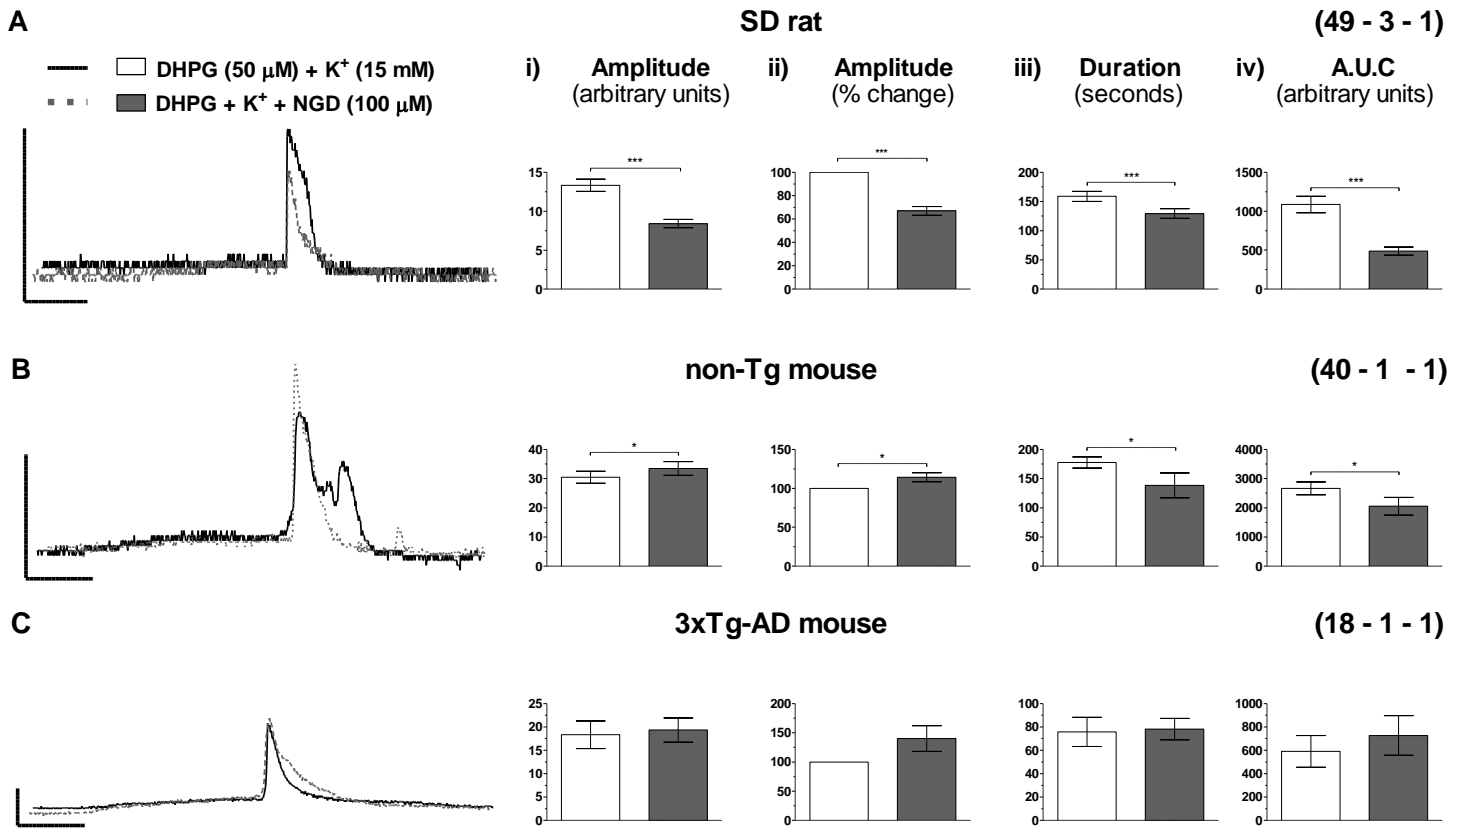 A SD rat (49 - 3 - 1)
DHPG (50 μM) + K⁺ (15 mM)
DHPG + K⁺ + NGD (100 μM)
i) Amplitude ii) Amplitude iii) Duration iv) A.U.C
(arbitrary units) (% change) (seconds) (arbitrary units)
*** *** *** ***
15 100 200 1500
80 150
10 1000
60
100
40
5 500
50
20
0 0 0 0
B non-Tg mouse (40 - 1 - 1)
* * * *
40 150 200 4000
30 150 3000
100
20 100 2000
50
10 50 1000
0 0 0 0
C 3xTg-AD mouse (18 - 1 - 1)
25 200 100 1000
20 80 800
150
15 60 600
100
10 40 400
50
5 20 200
0 0 0 0